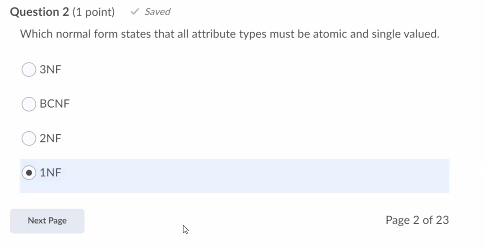 Question 2 (1 point) ✓ Saved
Which normal form states that all attribute types must be atomic and single valued.
3NF
BCNF
2NF
1NF
Next Page
Page 2 of 23